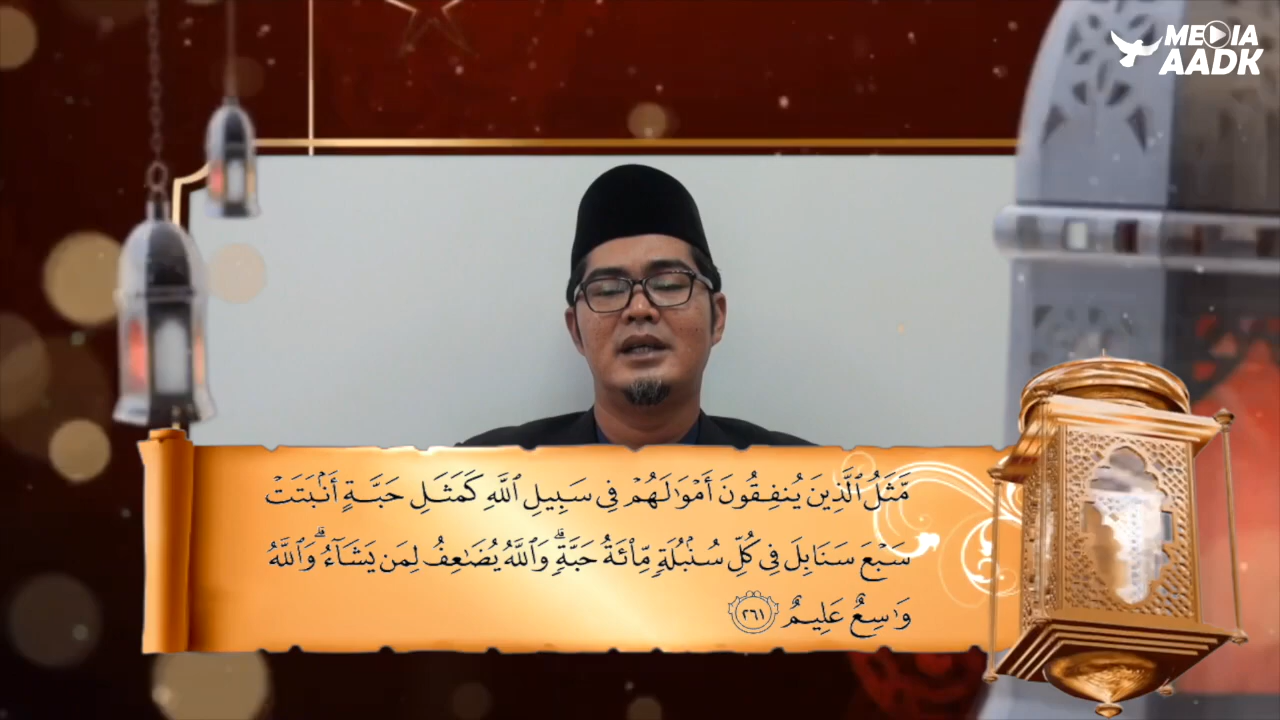 MEDIA
AADK
مَّثَلُ ٱلَّذِينَ يُنفِقُونَ أَمْوَٰلَهُمْ فِى سَبِيلِ ٱللَّهِ كَمَثَلِ حَبَّةٍ أَنۢبَتَتْ
سَبْعَ سَنَابِلَ فِى كُلِّ سُنۢبُلَةٍ مِّا۟ئَةُ حَبَّةٍ ۗ وَٱللَّهُ يُضَٰعِفُ لِمَن يَشَآءُ ۗ وَٱللَّهُ
وَٰسِعٌ عَلِيمٌ ٢٦١